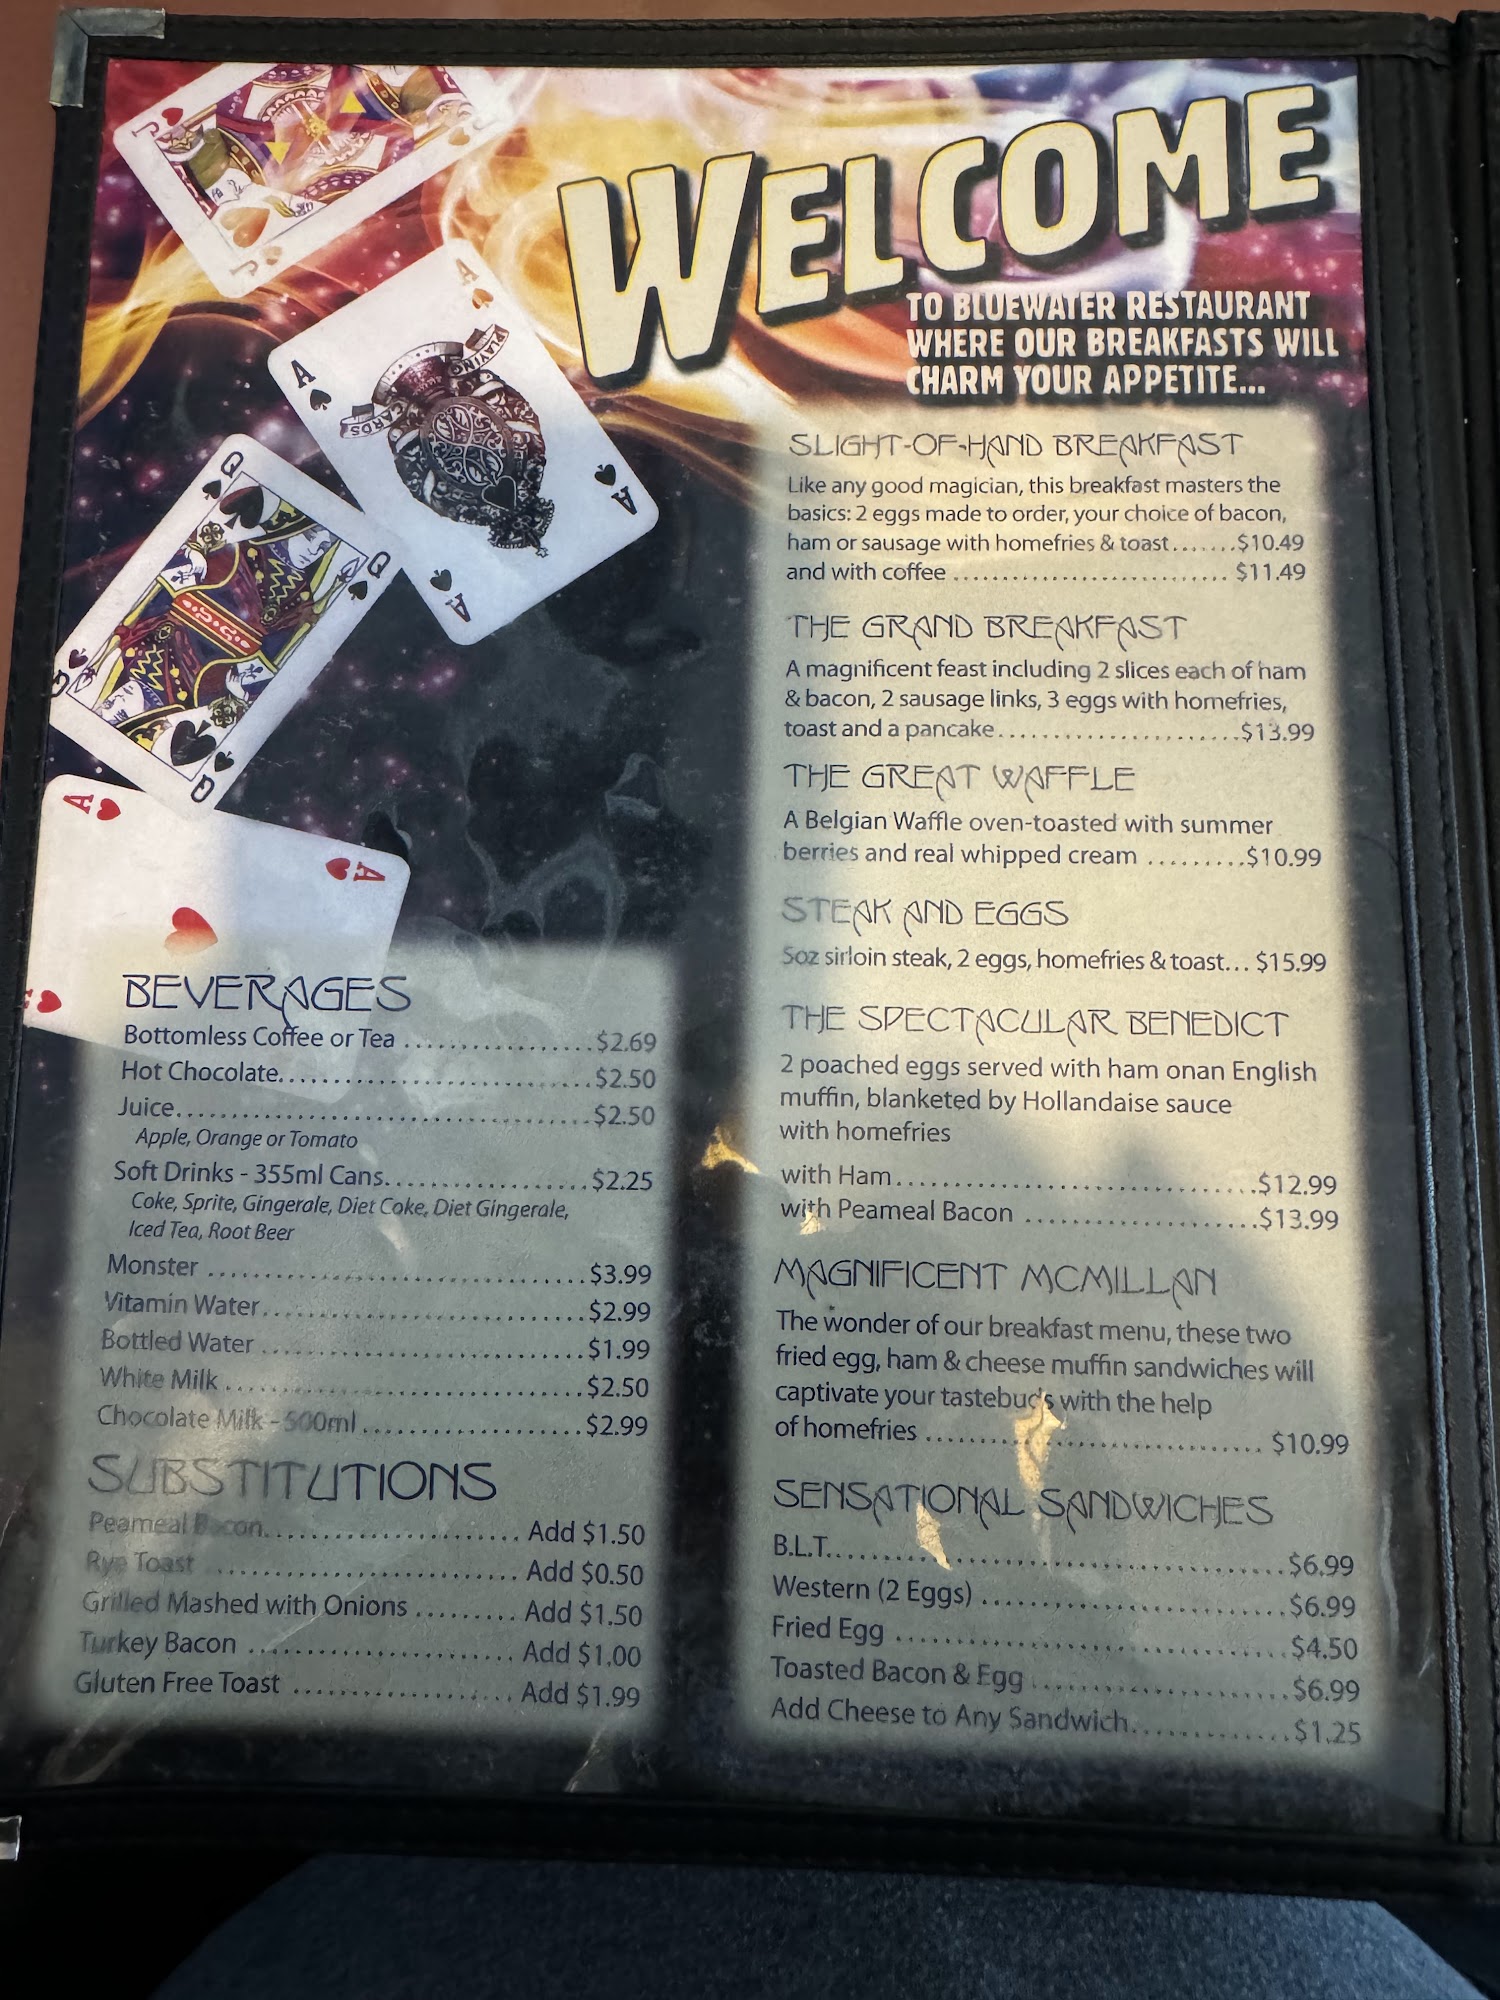 WELCOME
TO BLUEWATER RESTAURANT
WHERE OUR BREAKFASTS WILL
CHARM YOUR APPETITE...
J
J
A
A
PLAYING
CARDS
A
A
Q
Q
Q
Q
A
A
A
SLIGHT-OF-HAND BREAKFAST
Like any good magician, this breakfast masters the
basics: 2 eggs made to order, your choice of bacon,
ham or sausage with homefries & toast.......$10.49
and with coffee ............................ $11.49
THE GRAND BREAKFAST
A magnificent feast including 2 slices each of ham
& bacon, 2 sausage links, 3 eggs with homefries,
toast and a pancake........................$13.99
THE GREAT WAFFLE
A Belgian Waffle oven-toasted with summer
berries and real whipped cream ..........$10.99
STEAK AND EGGS
5oz sirloin steak, 2 eggs, homefries & toast... $15.99
THE SPECTACULAR BENEDICT
2 poached eggs served with ham onan English
muffin, blanketed by Hollandaise sauce
with homefries
with Ham....................................$12.99
with Peameal Bacon .......................$13.99
MAGNIFICENT MCMILLAN
The wonder of our breakfast menu, these two
fried egg, ham & cheese muffin sandwiches will
captivate your tastebuds with the help
of homefries .................................. $10.99
SENSATIONAL SANDWICHES
B.L.T..............................................$6.99
Western (2 Eggs) ..............................$6.99
Fried Egg .......................................$4.50
Toasted Bacon & Egg .........................$6.99
Add Cheese to Any Sandwich................$1.25
BEVERAGES
Bottomless Coffee or Tea ..................$2.69
Hot Chocolate...............................$2.50
Juice.........................................$2.50
Apple, Orange or Tomato
Soft Drinks - 355ml Cans....................$2.25
Coke, Sprite, Gingerale, Diet Coke, Diet Gingerale,
Iced Tea, Root Beer
Monster .....................................$3.99
Vitamin Water...............................$2.99
Bottled Water ...............................$1.99
White Milk ...................................$2.50
Chocolate Milk - 500ml .....................$2.99
SUBSTITUTIONS
Peameal Bacon......................... Add $1.50
Rye Toast .............................. Add $0.50
Grilled Mashed with Onions ......... Add $1.50
Turkey Bacon .......................... Add $1.00
Gluten Free Toast ..................... Add $1.99